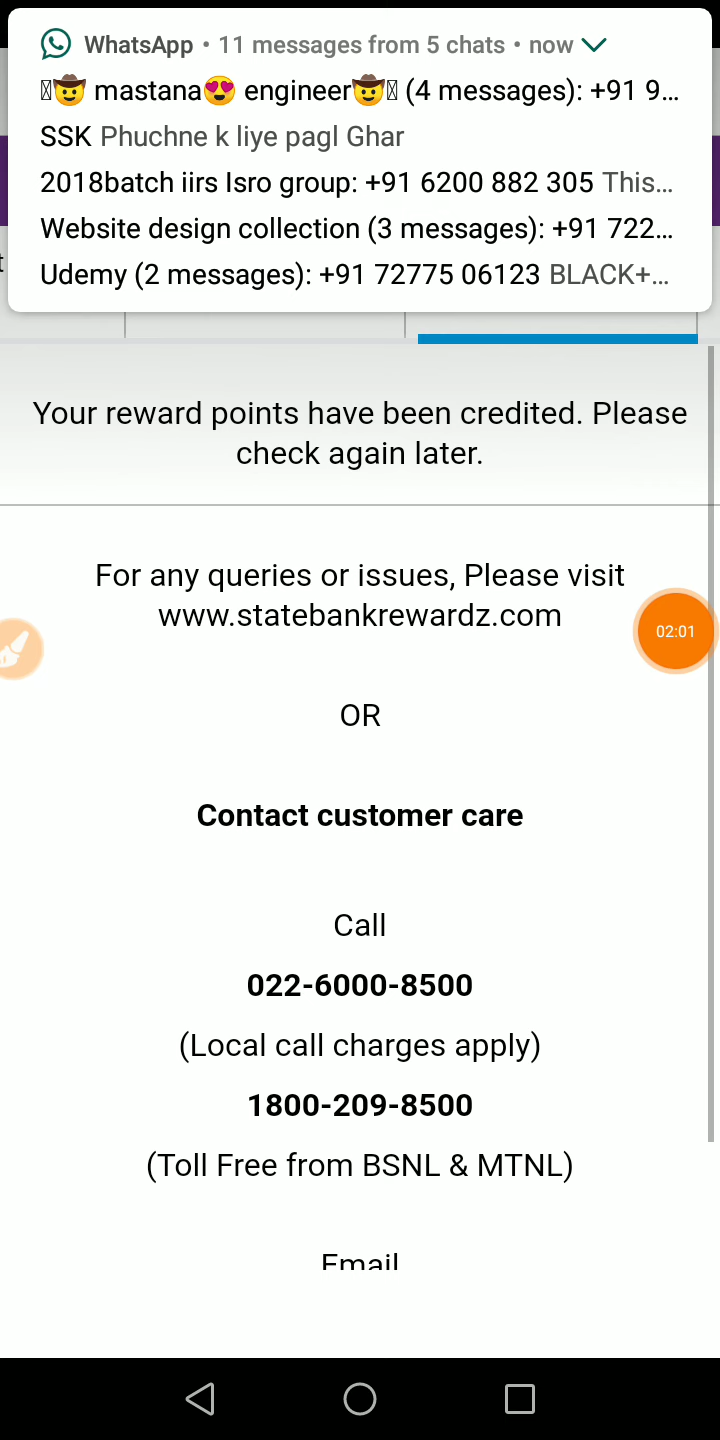 WhatsApp • 11 messages from 5 chats • now
🤠 mastana😍 engineer🤠 (4 messages): +91 9...
SSK Phuchne k liye pagl Ghar
2018batch iirs Isro group: +91 6200 882 305 This...
Website design collection (3 messages): +91 722...
Udemy (2 messages): +91 72775 06123 BLACK+...
t
Your reward points have been credited. Please
check again later.
For any queries or issues, Please visit
www.statebankrewardz.com
02:01
OR
Contact customer care
Call
022-6000-8500
(Local call charges apply)
1800-209-8500
(Toll Free from BSNL & MTNL)
Email